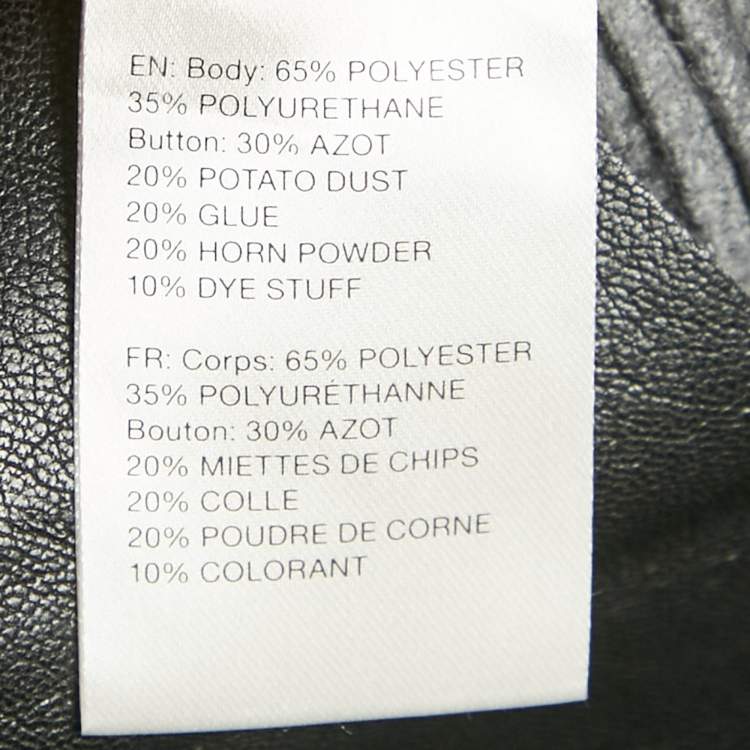 EN: Body: 65% POLYESTER
35% POLYURETHANE
Button: 30% AZOT
20% POTATO DUST
20% GLUE
20% HORN POWDER
10% DYE STUFF
FR: Corps: 65% POLYESTER
35% POLYURÉTHANNE
Bouton: 30% AZOT
20% MIETTES DE CHIPS
20% COLLE
20% POUDRE DE CORNE
10% COLORANT